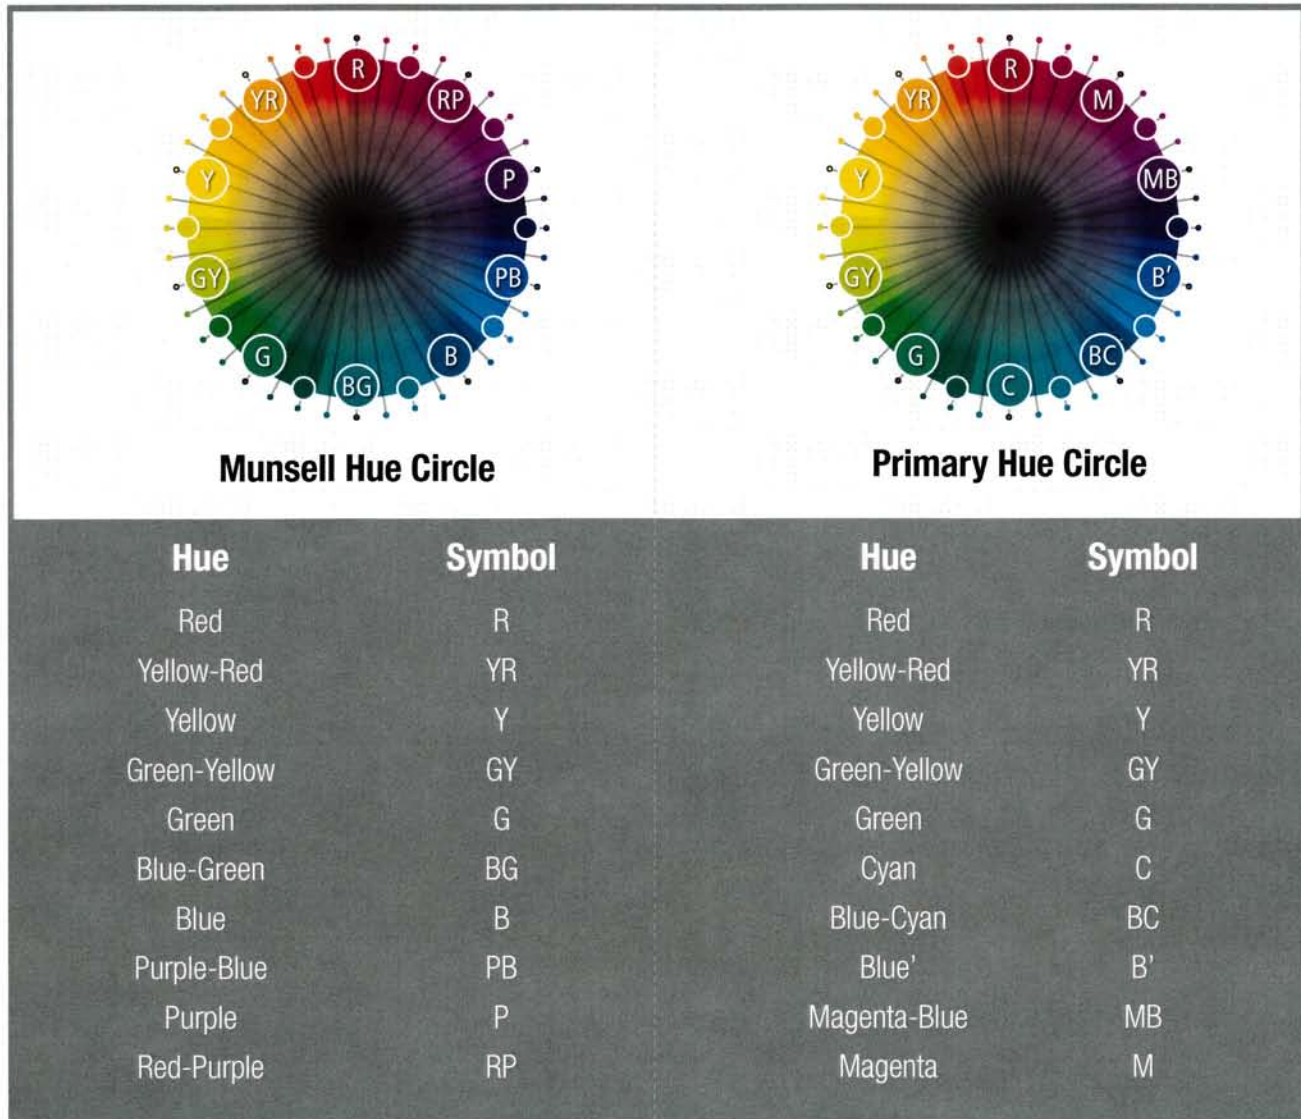 R
YR
RP
Y
P
GY
PB
G
B
BG
Munsell Hue Circle
R
YR
M
Y
MB
GY
B’
G
BC
C
Primary Hue Circle
Hue Symbol
Red R
Yellow-Red YR
Yellow Y
Green-Yellow GY
Green G
Blue-Green BG
Blue B
Purple-Blue PB
Purple P
Red-Purple RP
Hue Symbol
Red R
Yellow-Red YR
Yellow Y
Green-Yellow GY
Green G
Cyan C
Blue-Cyan BC
Blue’ B’
Magenta-Blue MB
Magenta M